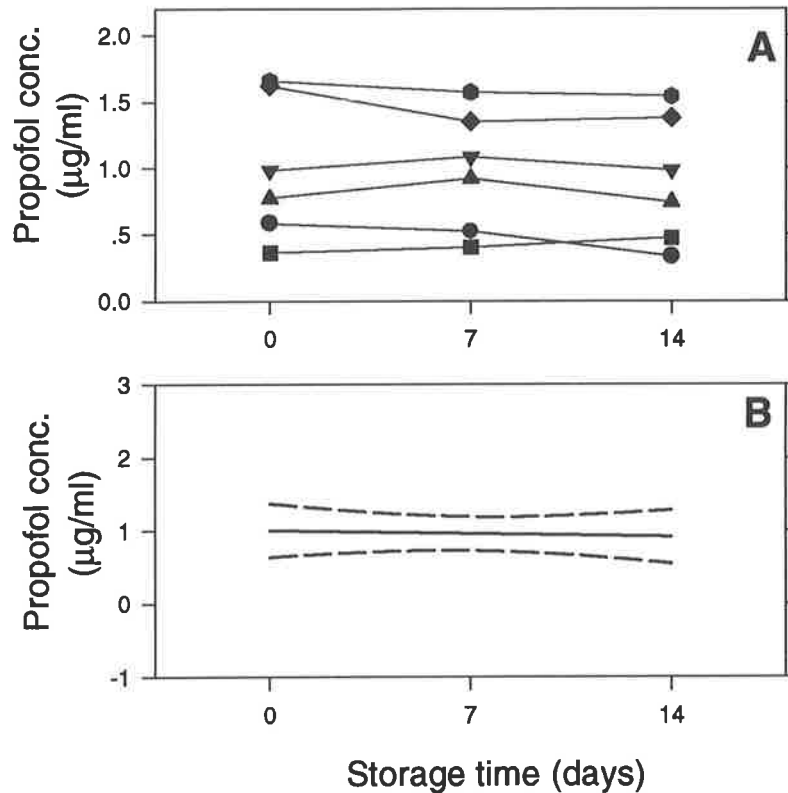 A
Propofol conc.
(µg/ml)
2.0
1.5
1.0
.5
0.0
0 7 14
B
Propofol conc.
(µg/ml)
3
2
1
0
-1
0 7 14
Storage time (days)